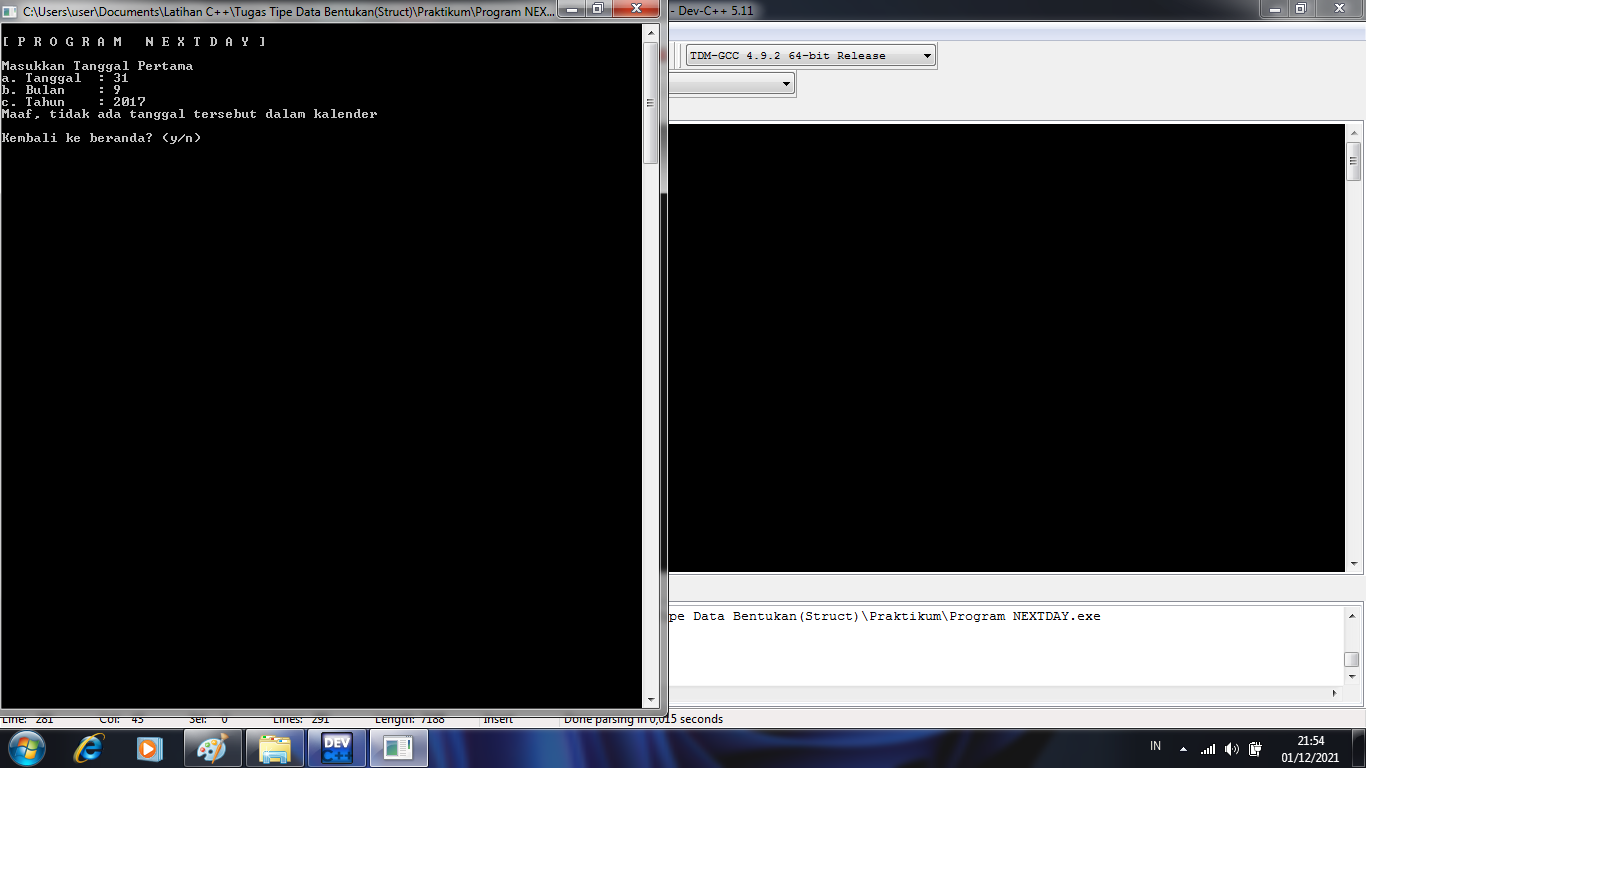 C:\Users\user\Documents\Latihan C++\Tugas Tipe Data Bentukan(Struct)\Praktikum\Program NEX...
- Dev-C++ 5.11
[ P R O G R A M   N E X T D A Y ]
Masukkan Tanggal Pertama
a. Tanggal  : 31
b. Bulan    : 9
c. Tahun    : 2017
Maaf, tidak ada tanggal tersebut dalam kalender
Kembali ke beranda? (y/n)
TDM-GCC 4.9.2 64-bit Release
pe Data Bentukan(Struct)\Praktikum\Program NEXTDAY.exe
Line: 281 Col: 43 Sel: 0 Lines: 291 Length: 7188 Insert Done parsing in 0,015 seconds
DEV C++
IN
21:54
01/12/2021